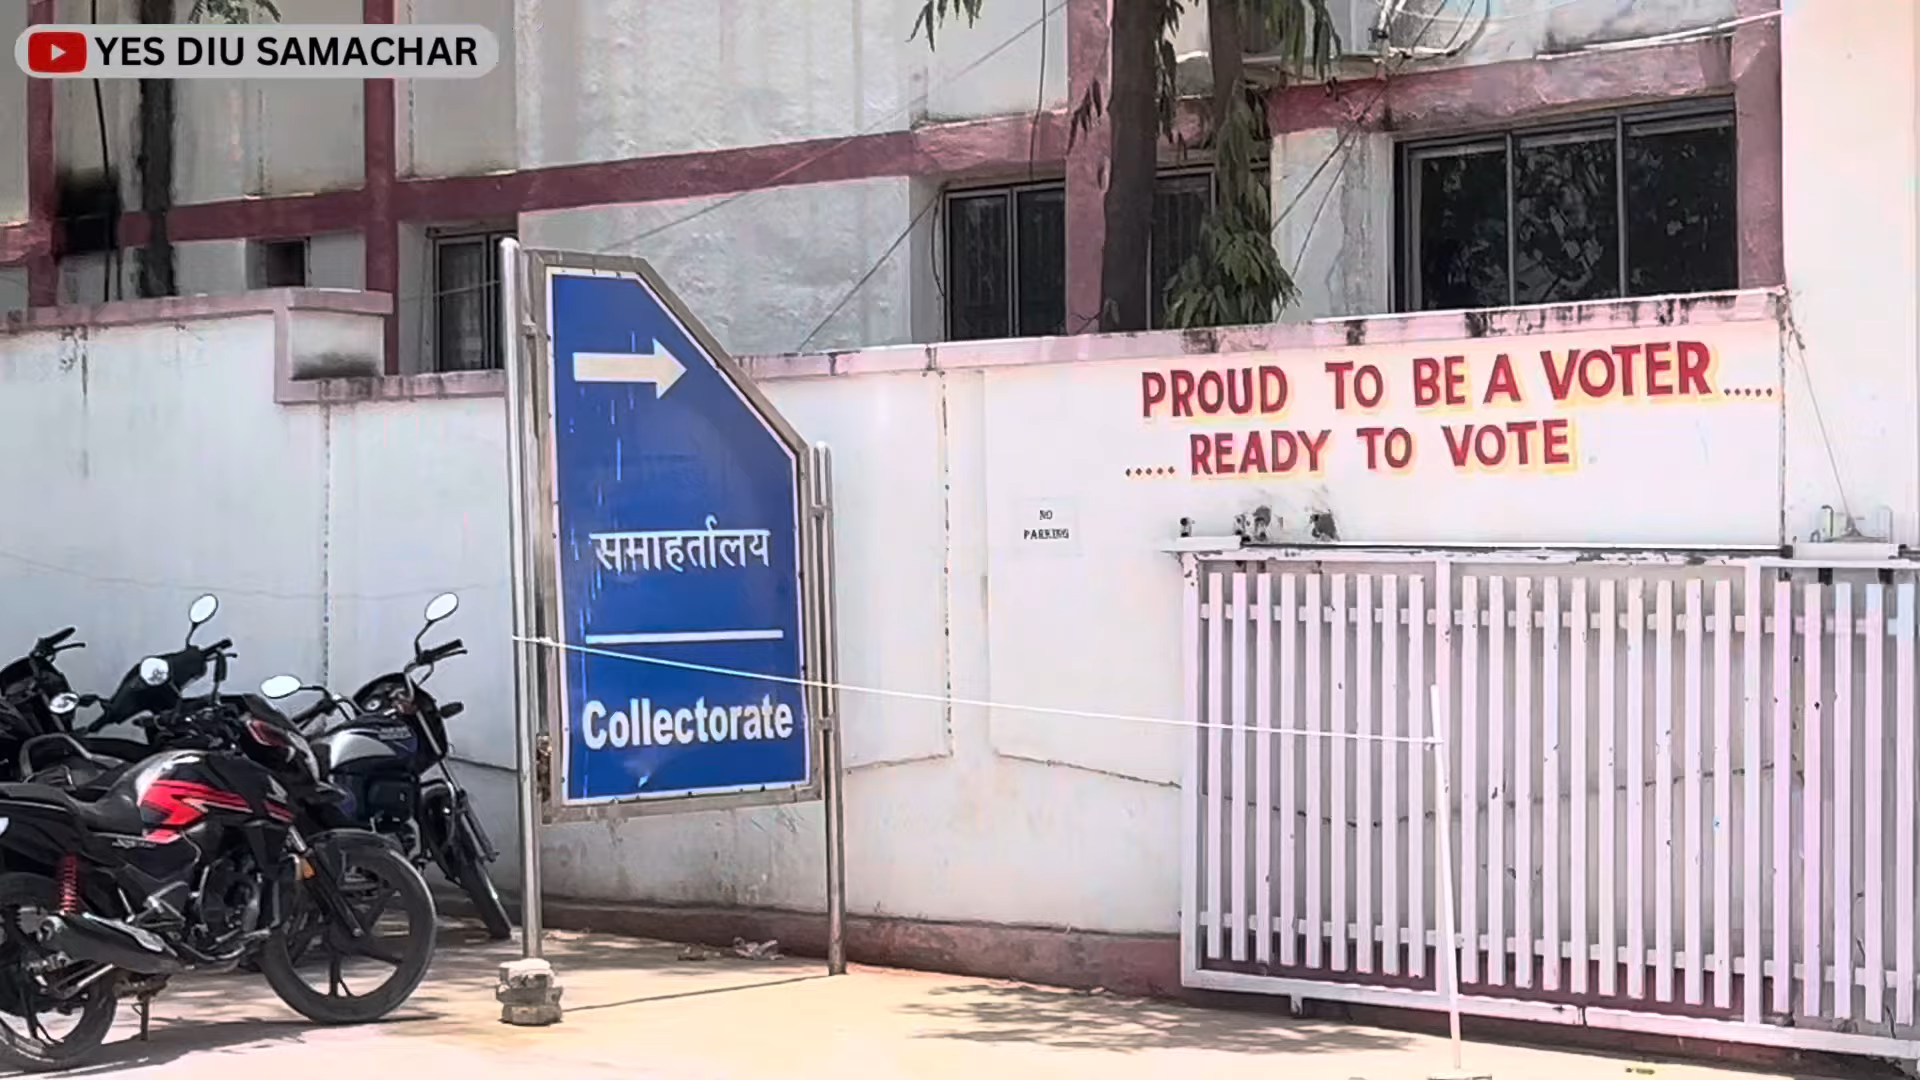 YES DIU SAMACHAR
PROUD TO BE A VOTER.....
.....READY TO VOTE
NO
PARKING
समाहर्तालय
Collectorate